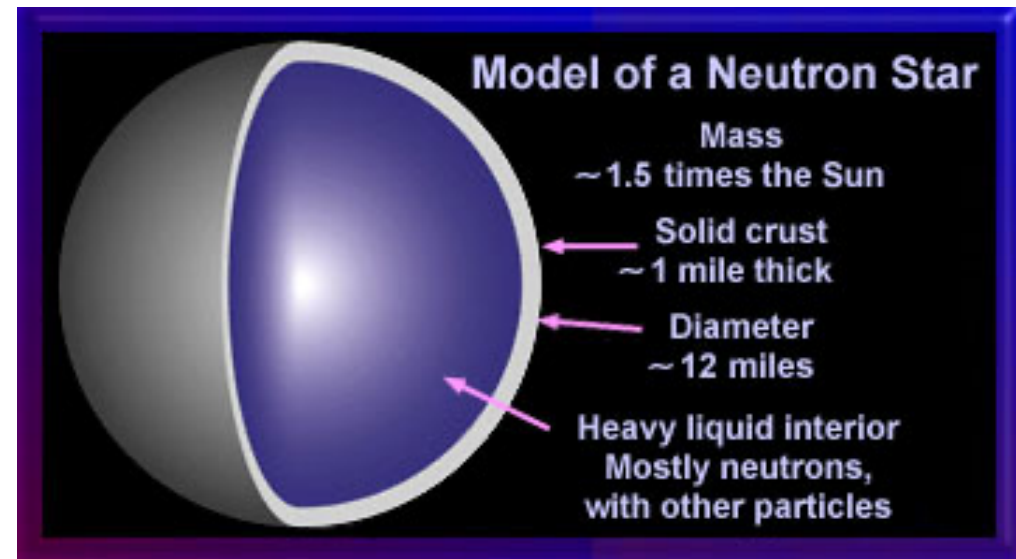 Model of a Neutron Star
Mass
~1.5 times the Sun
Solid crust
~1 mile thick
Diameter
~12 miles
Heavy liquid interior
Mostly neutrons,
with other particles